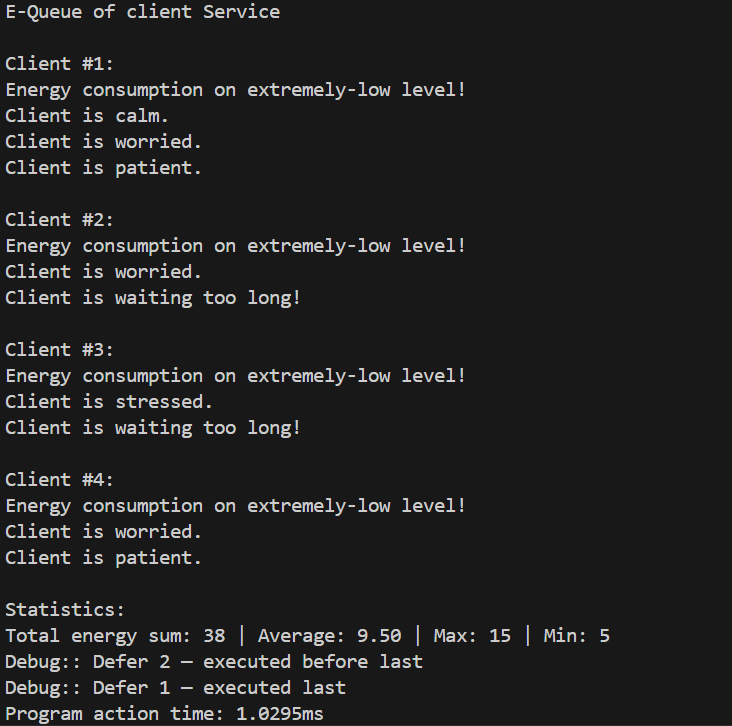 E-Queue of client Service
Client #1:
Energy consumption on extremely-low level!
Client is calm.
Client is worried.
Client is patient.
Client #2:
Energy consumption on extremely-low level!
Client is worried.
Client is waiting too long!
Client #3:
Energy consumption on extremely-low level!
Client is stressed.
Client is waiting too long!
Client #4:
Energy consumption on extremely-low level!
Client is worried.
Client is patient.
Statistics:
Total energy sum: 38 | Average: 9.50 | Max: 15 | Min: 5
Debug:: Defer 2 — executed before last
Debug:: Defer 1 — executed last
Program action time: 1.0295ms